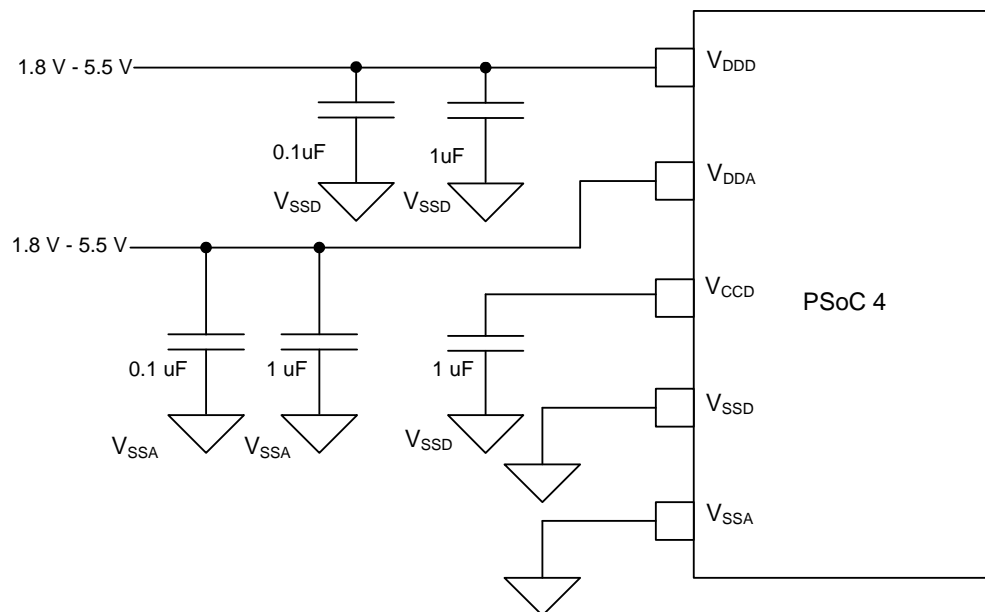 1.8 V - 5.5 V
V_DDD
0.1uF
1uF
V_SSD
V_SSD
V_DDA
1.8 V - 5.5 V
V_CCD
PSoC 4
0.1 uF
1 uF
1 uF
V_SSA
V_SSA
V_SSD
V_SSD
V_SSA